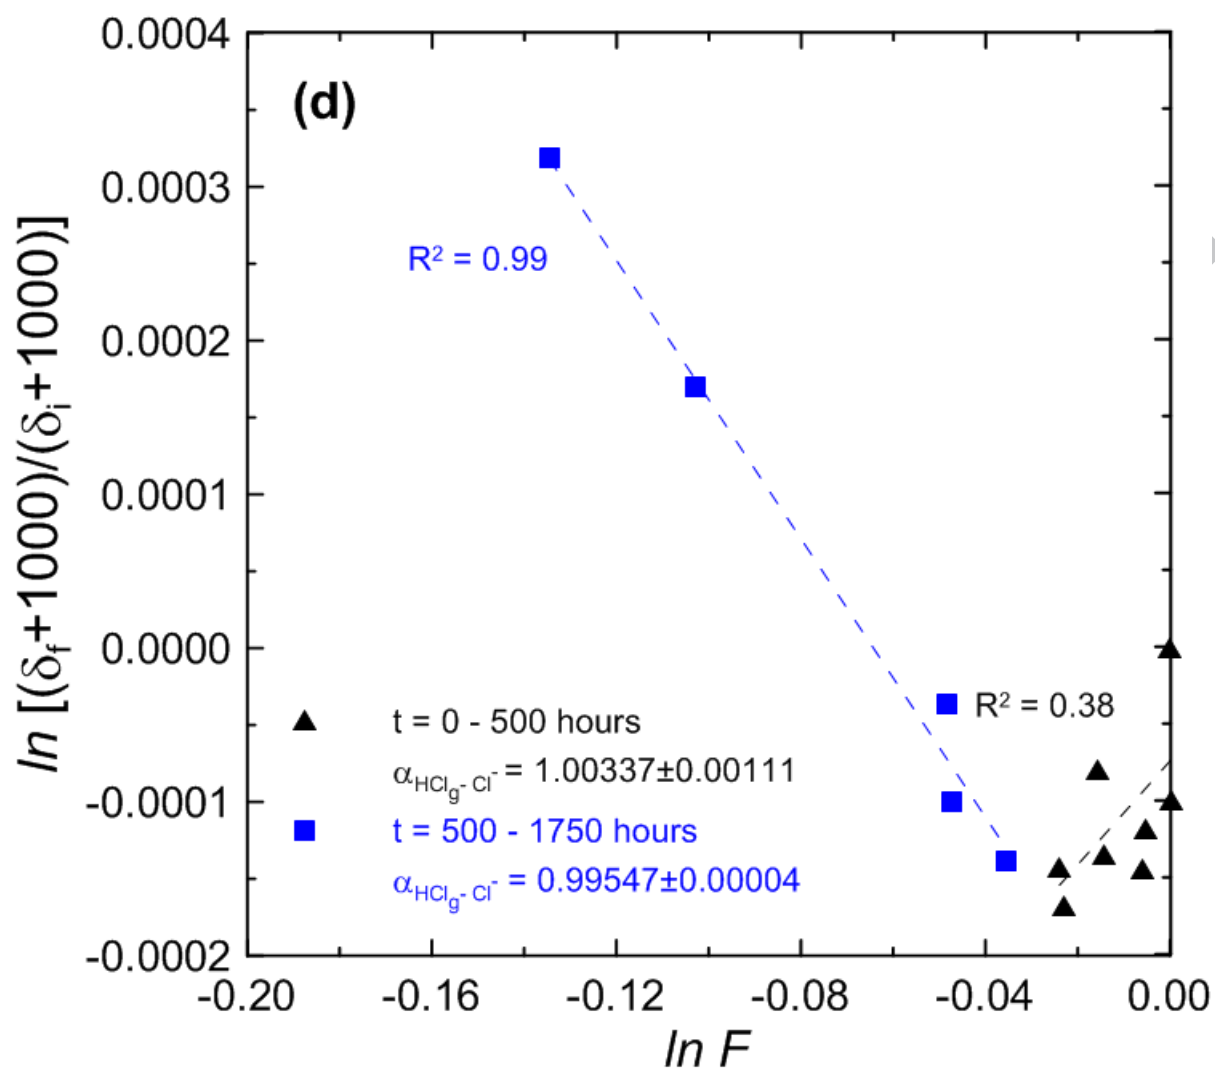 (d)
0.0004
0.0003
0.0002
0.0001
0.0000
-0.0001
-0.0002
ln [(δf+1000)/(δi+1000)]
R² = 0.99
R² = 0.38
t = 0 - 500 hours
αHClg- Cl⁻ = 1.00337±0.00111
t = 500 - 1750 hours
αHClg- Cl⁻ = 0.99547±0.00004
-0.20 -0.16 -0.12 -0.08 -0.04 0.00
ln F